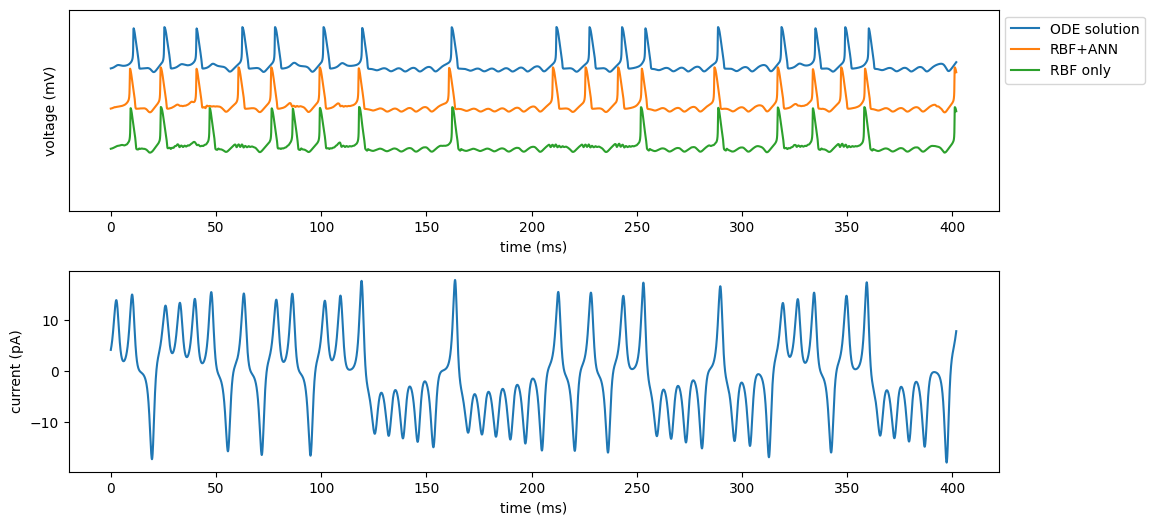 voltage (mV)
ODE solution
RBF+ANN
RBF only
0 50 100 150 200 250 300 350 400
time (ms)
current (pA)
10
0
−10
0 50 100 150 200 250 300 350 400
time (ms)